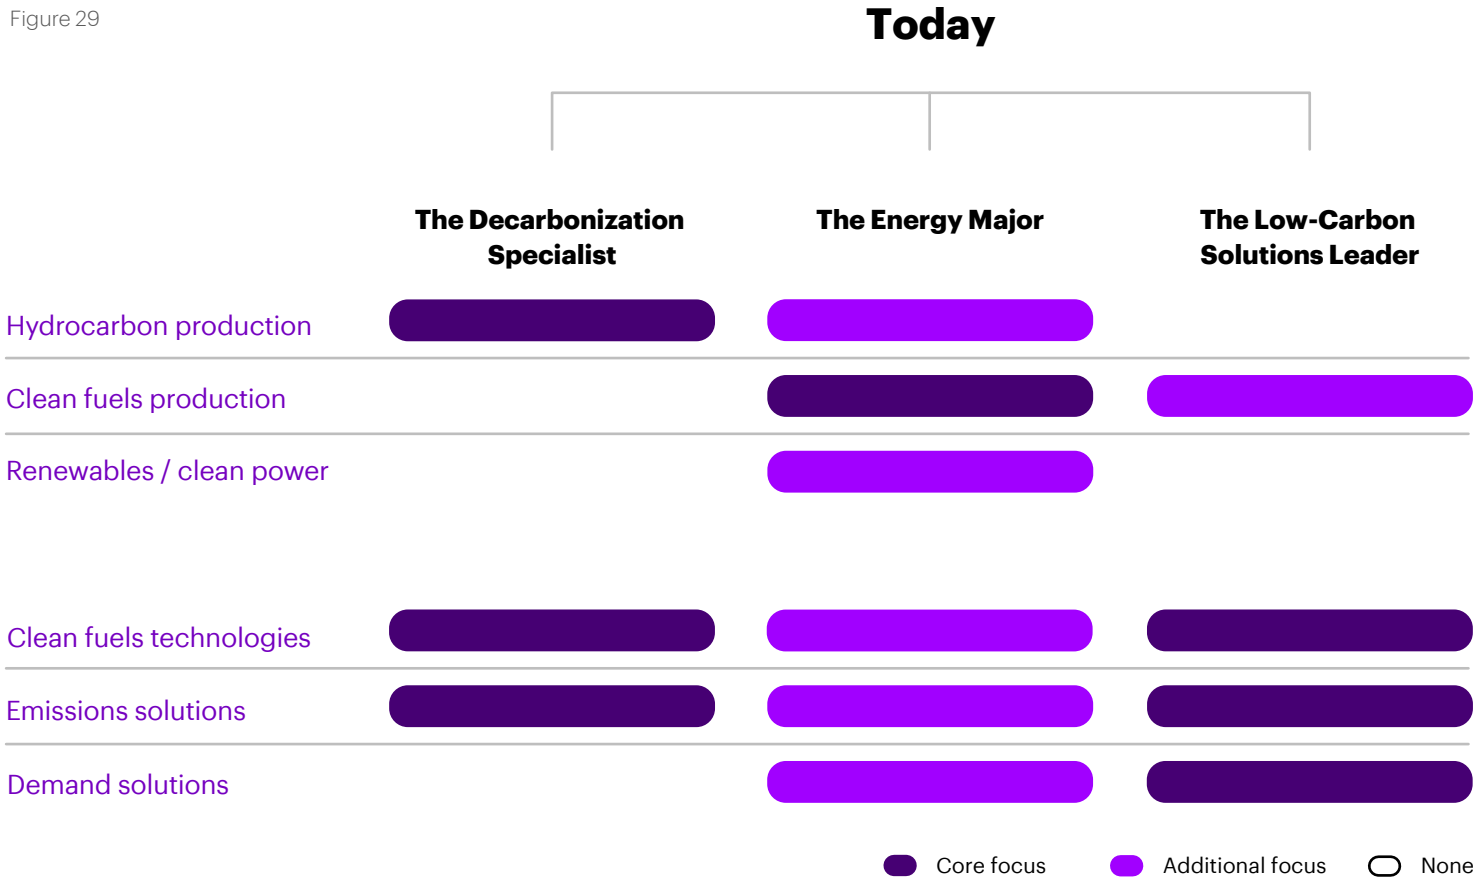 Figure 29
Today
The Decarbonization
Specialist
The Energy Major
The Low-Carbon
Solutions Leader
Hydrocarbon production
Clean fuels production
Renewables / clean power
Clean fuels technologies
Emissions solutions
Demand solutions
Core focus
Additional focus
None